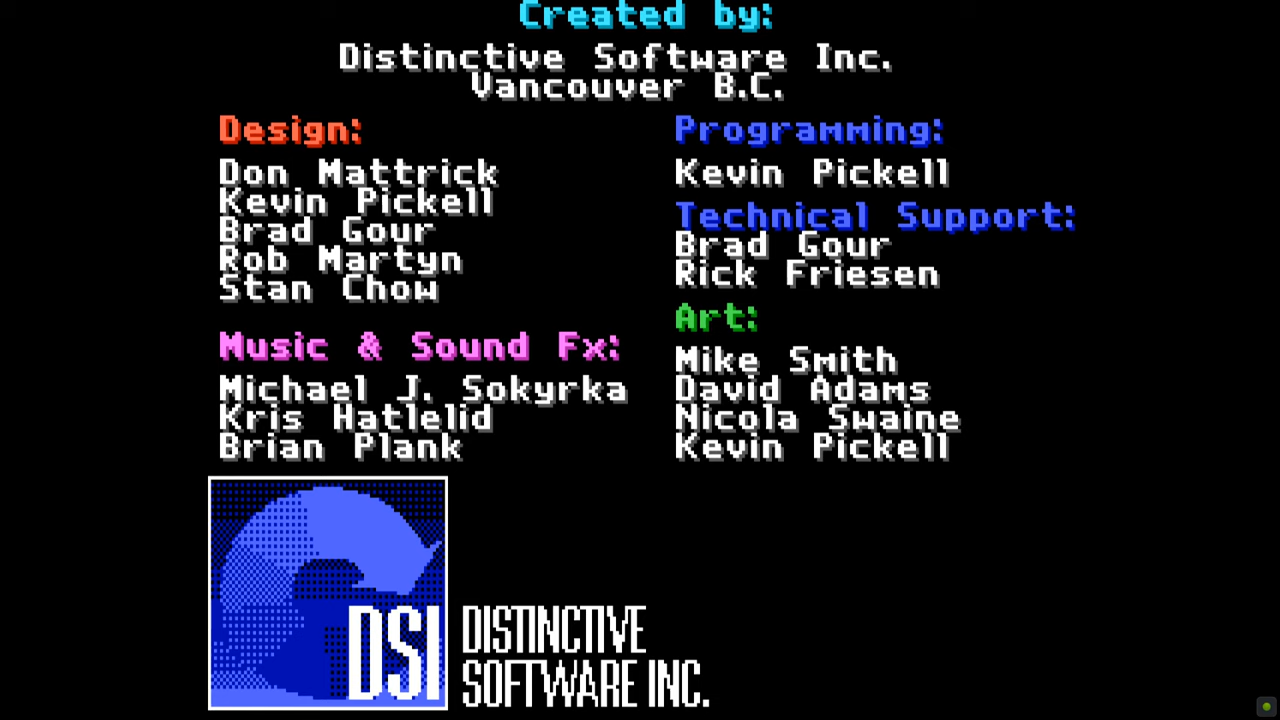 Created by:
Distinctive Software Inc.
Vancouver B.C.
Design:
Don Mattrick
Kevin Pickell
Brad Gour
Rob Martyn
Stan Chow
Music & Sound Fx:
Michael J. Sokyrka
Kris Hatlelid
Brian Plank
Programming:
Kevin Pickell
Technical Support:
Brad Gour
Rick Friesen
Art:
Mike Smith
David Adams
Nicola Swaine
Kevin Pickell
DSI
DISTINCTIVE
SOFTWARE INC.